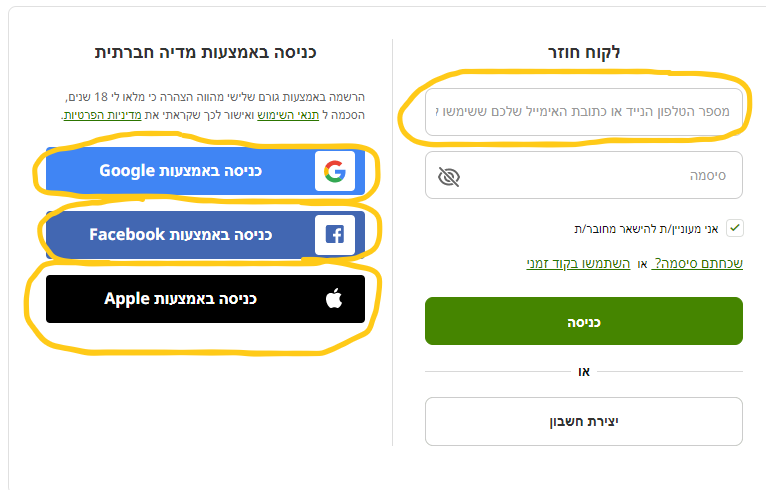 לקוח חוזר
מספר הטלפון הנייד או כתובת האימייל שלכם ששימשו
סיסמה
אני מעוניין/ת להישאר מחובר/ת
שכחתם סיסמה? או השתמשו בקוד זמני
כניסה
או
יצירת חשבון
כניסה באמצעות מדיה חברתית
הרשמה באמצעות גורם שלישי מהווה הצהרה כי מלאו לי 18 שנים,
הסכמה ל תנאי השימוש ואישור לכך שקראתי את מדיניות הפרטיות.
כניסה באמצעות Google
כניסה באמצעות Facebook
כניסה באמצעות Apple